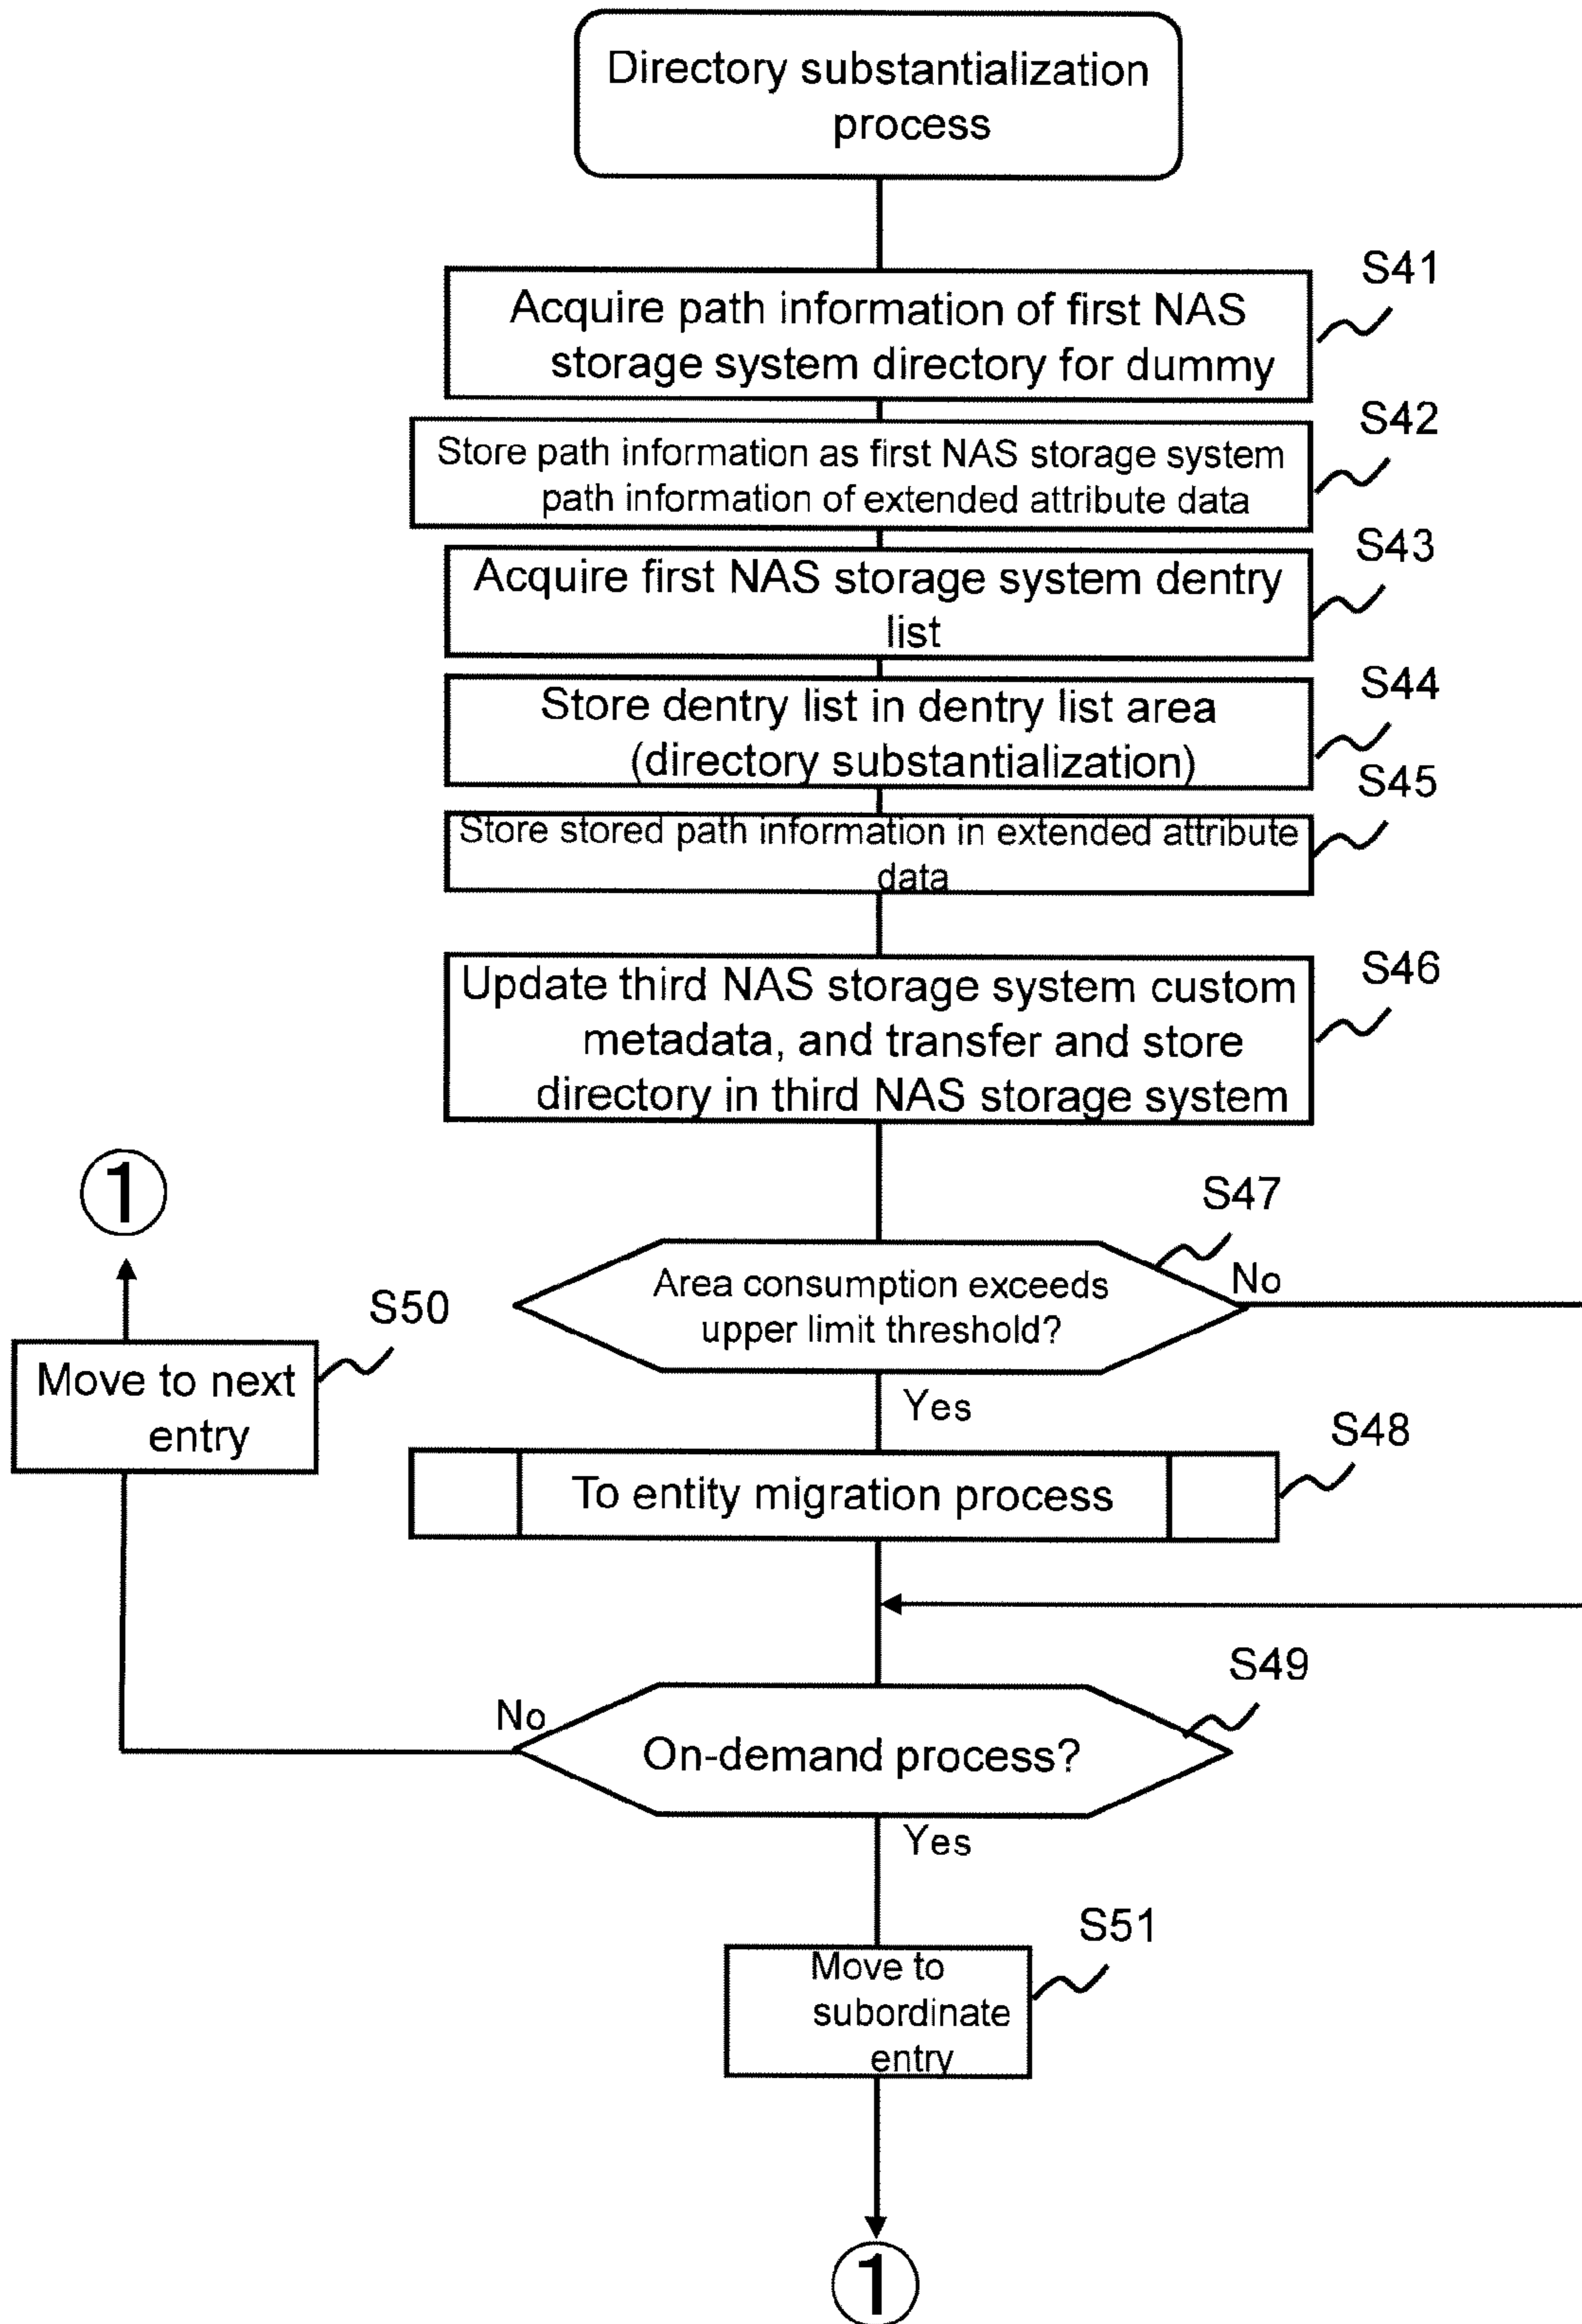 Directory substantialization
process
S41
Acquire path information of first NAS
storage system directory for dummy
S42
Store path information as first NAS storage system
path information of extended attribute data
S43
Acquire first NAS storage system dentry
list
S44
Store dentry list in dentry list area
(directory substantialization)
S45
Store stored path information in extended attribute
data
S46
Update third NAS storage system custom
metadata, and transfer and store
directory in third NAS storage system
1
S47
Area consumption exceeds
upper limit threshold?
No
Yes
S50
Move to next
entry
S48
To entity migration process
S49
On-demand process?
No
Yes
S51
Move to
subordinate
entry
1